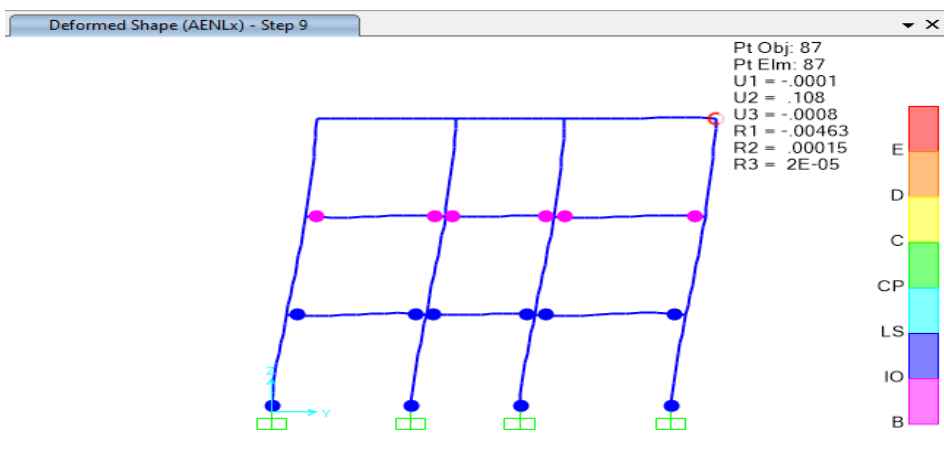 Deformed Shape (AENLx) - Step 9
Pt Obj: 87
Pt Elm: 87
U1 = -.0001
U2 = .108
U3 = -.0008
R1 = -.00463
R2 = .00015
R3 = 2E-05
E
D
C
CP
LS
IO
B
Z
Y